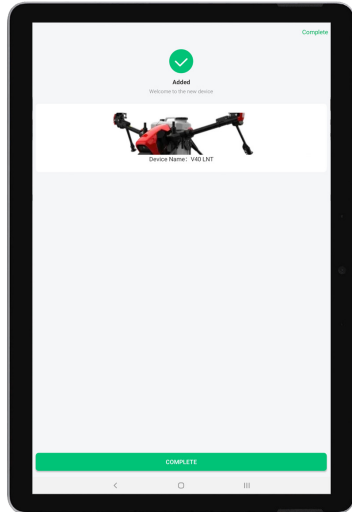 Complete
Added
Welcome to the new device
Device Name: V40 LNT
COMPLETE